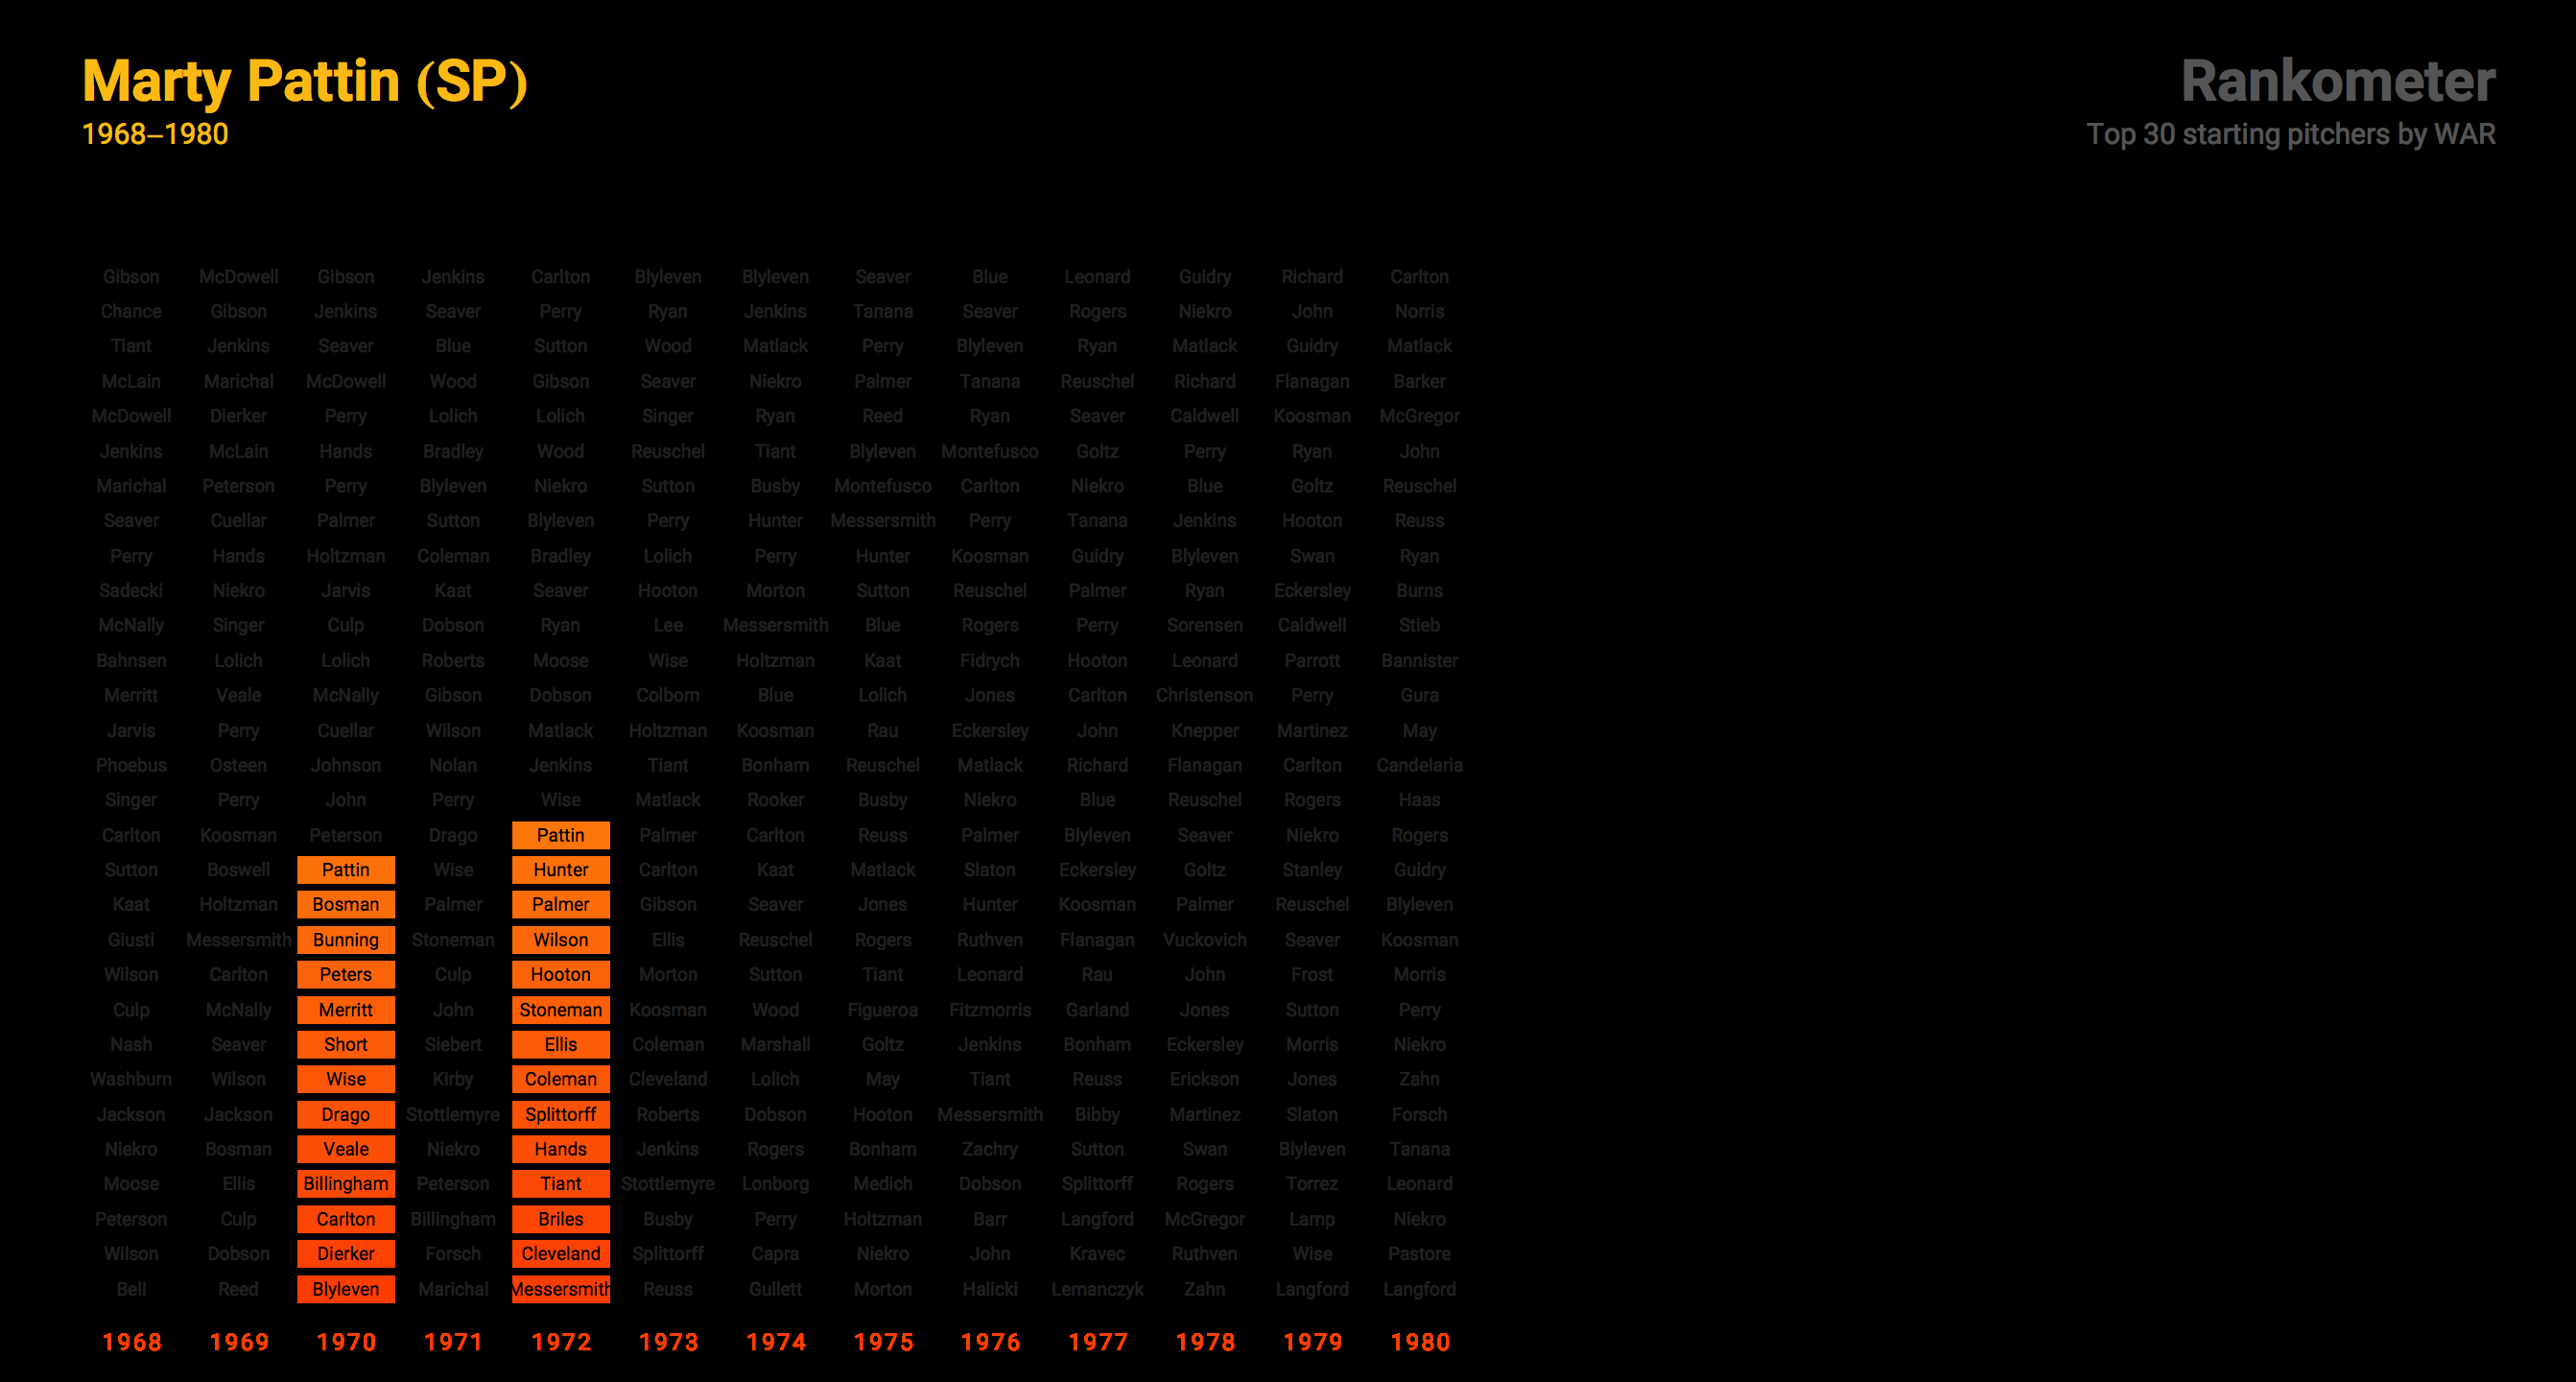 Marty Pattin (SP)
1968–1980
Rankometer
Top 30 starting pitchers by WAR
Gibson McDowell Gibson Jenkins Carlton Blyleven Blyleven Seaver Blue Leonard Guidry Richard Carlton
Chance Gibson Jenkins Seaver Perry Ryan Jenkins Tanana Seaver Rogers Niekro John Norris
Tiant Jenkins Seaver Blue Sutton Wood Matlack Perry Blyleven Ryan Matlack Guidry Matlack
McLain Marichal McDowell Wood Gibson Seaver Niekro Palmer Tanana Reuschel Richard Flanagan Barker
McDowell Dierker Perry Lolich Lolich Singer Ryan Reed Ryan Seaver Caldwell Koosman McGregor
Jenkins McLain Hands Bradley Wood Reuschel Tiant Blyleven Montefusco Goltz Perry Ryan John
Marichal Peterson Perry Blyleven Niekro Sutton Busby Montefusco Carlton Niekro Blue Goltz Reuschel
Seaver Cuellar Palmer Sutton Blyleven Perry Hunter Messersmith Perry Tanana Jenkins Hooton Reuss
Perry Hands Holtzman Coleman Bradley Lolich Perry Hunter Koosman Guidry Blyleven Swan Ryan
Sadecki Niekro Jarvis Kaat Seaver Hooton Morton Sutton Reuschel Palmer Ryan Eckersley Burns
McNally Singer Culp Dobson Ryan Lee Messersmith Blue Rogers Perry Sorensen Caldwell Stieb
Bahnsen Lolich Lolich Roberts Moose Wise Holtzman Kaat Fidrych Hooton Leonard Parrott Bannister
Merritt Veale McNally Gibson Dobson Colborn Blue Lolich Jones Carlton Christenson Perry Gura
Jarvis Perry Cuellar Wilson Matlack Holtzman Koosman Rau Eckersley John Knepper Martinez May
Phoebus Osteen Johnson Nolan Jenkins Tiant Bonham Reuschel Matlack Richard Flanagan Carlton Candelaria
Singer Perry John Perry Wise Matlack Rooker Busby Niekro Blue Reuschel Rogers Haas
Carlton Koosman Peterson Drago Pattin Palmer Carlton Reuss Palmer Blyleven Seaver Niekro Rogers
Sutton Boswell Pattin Wise Hunter Carlton Kaat Matlack Slaton Eckersley Goltz Stanley Guidry
Kaat Holtzman Bosman Palmer Palmer Gibson Seaver Jones Hunter Koosman Palmer Reuschel Blyleven
Giusti Messersmith Bunning Stoneman Wilson Ellis Reuschel Rogers Ruthven Flanagan Vuckovich Seaver Koosman
Wilson Carlton Peters Culp Hooton Morton Sutton Tiant Leonard Rau John Frost Morris
Culp McNally Merritt John Stoneman Koosman Wood Figueroa Fitzmorris Garland Jones Sutton Perry
Nash Seaver Short Siebert Ellis Coleman Marshall Goltz Jenkins Bonham Eckersley Morris Niekro
Washburn Wilson Wise Kirby Coleman Cleveland Lolich May Tiant Reuss Erickson Jones Zahn
Jackson Jackson Drago Stottlemyre Splittorff Roberts Dobson Hooton Messersmith Bibby Martinez Slaton Forsch
Niekro Bosman Veale Niekro Hands Jenkins Rogers Bonham Zachry Sutton Swan Blyleven Tanana
Moose Ellis Billingham Peterson Tiant Stottlemyre Lonborg Medich Dobson Splittorff Rogers Torrez Leonard
Peterson Culp Carlton Billingham Briles Busby Perry Holtzman Barr Langford McGregor Lamp Niekro
Wilson Dobson Dierker Forsch Cleveland Splittorff Capra Niekro John Kravec Ruthven Wise Pastore
Bell Reed Blyleven Marichal Messersmith Reuss Gullett Morton Halicki Lemanczyk Zahn Langford Langford
1968 1969 1970 1971 1972 1973 1974 1975 1976 1977 1978 1979 1980